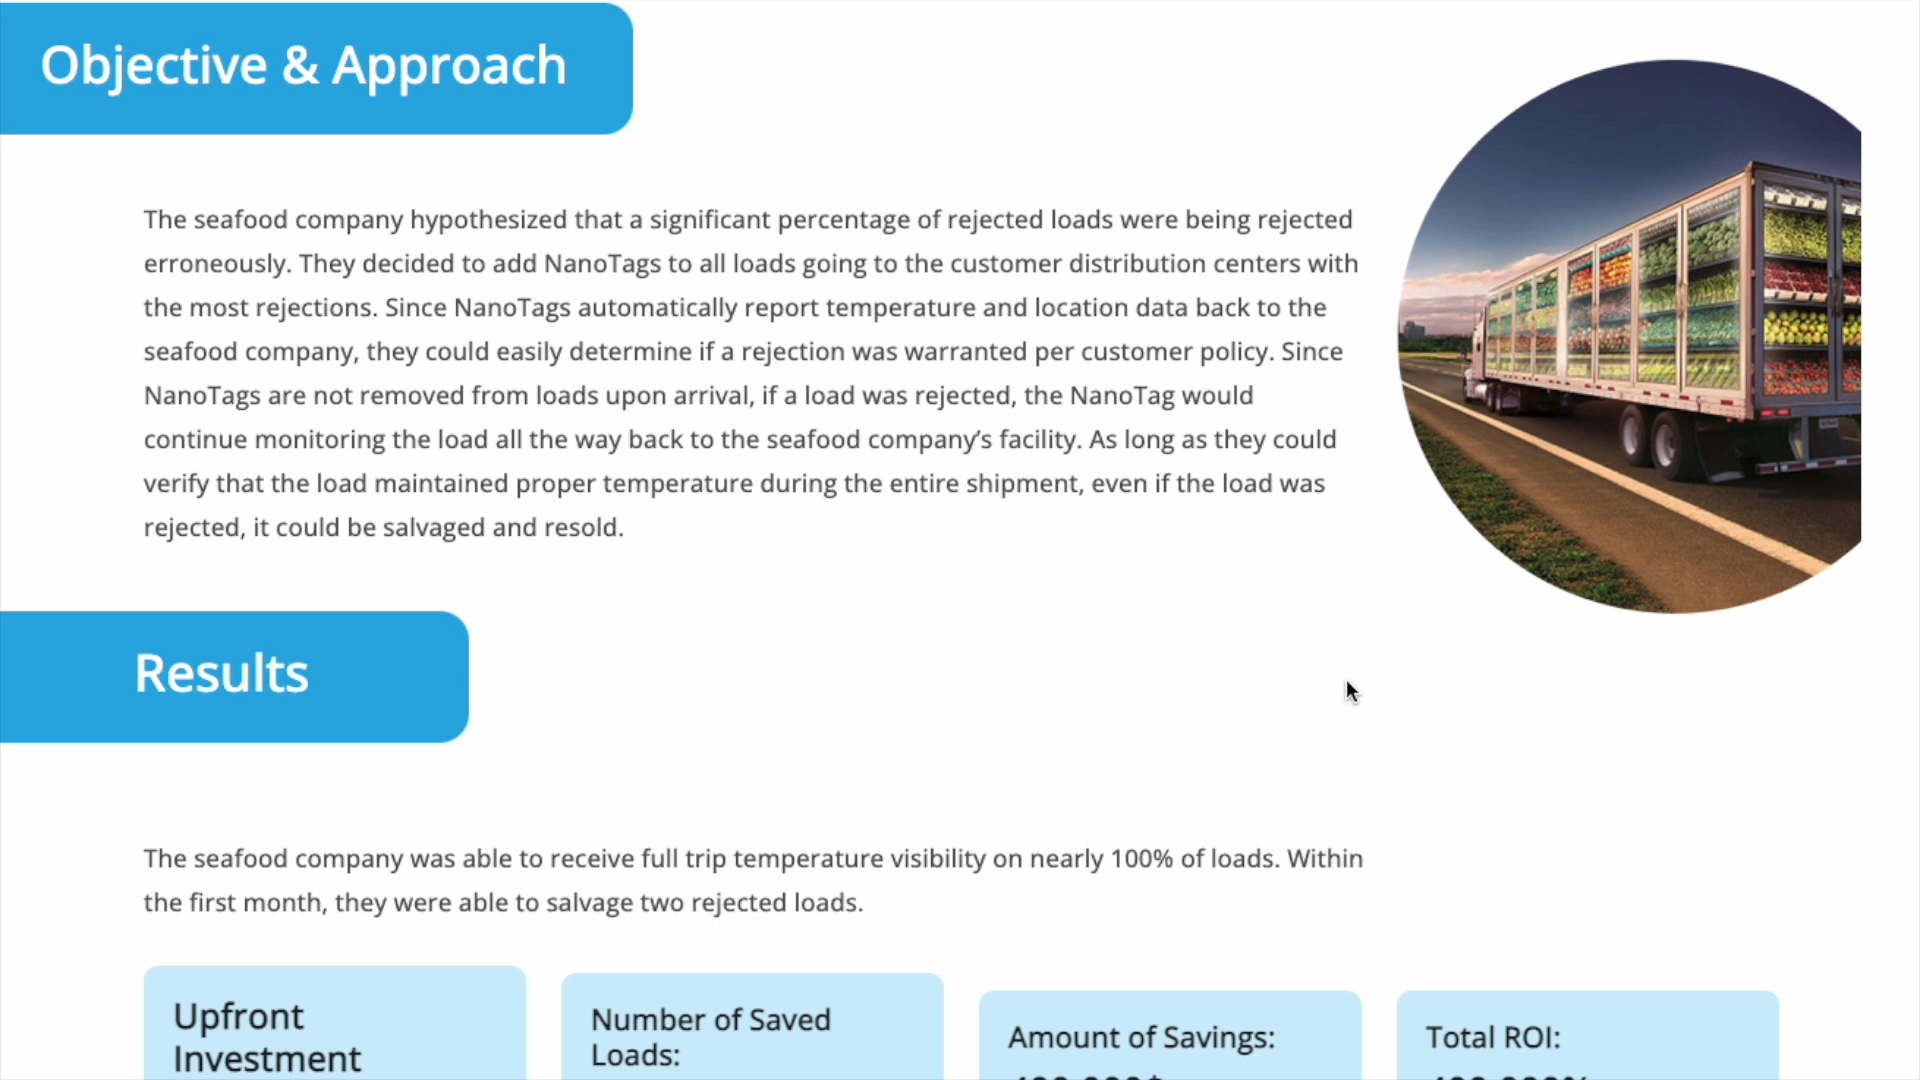 Objective & Approach
The seafood company hypothesized that a significant percentage of rejected loads were being rejected
erroneously. They decided to add NanoTags to all loads going to the customer distribution centers with
the most rejections. Since NanoTags automatically report temperature and location data back to the
seafood company, they could easily determine if a rejection was warranted per customer policy. Since
NanoTags are not removed from loads upon arrival, if a load was rejected, the NanoTag would
continue monitoring the load all the way back to the seafood company’s facility. As long as they could
verify that the load maintained proper temperature during the entire shipment, even if the load was
rejected, it could be salvaged and resold.
Results
The seafood company was able to receive full trip temperature visibility on nearly 100% of loads. Within
the first month, they were able to salvage two rejected loads.
Upfront
Investment
Number of Saved
Loads:
Amount of Savings:
Total ROI: